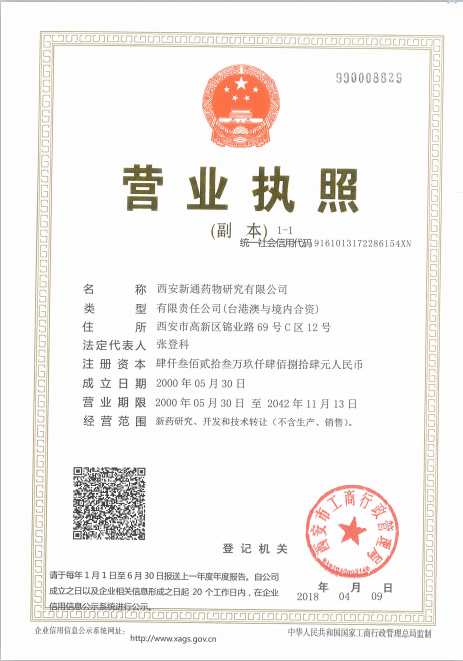 990008829
营业执照
(副 本) 1-1
统一社会信用代码 9161013172286154XN
名称 西安新通药物研究有限公司
类型 有限责任公司(台港澳与境内合资)
住所 西安市高新区锦业路69号C区12号
法定代表人 张登科
注册资本 肆仟叁佰贰拾叁万玖仟肆佰捌拾肆元人民币
成立日期 2000年05月30日
营业期限 2000年05月30日 至 2042年11月13日
经营范围 新药研究、开发和技术转让(不含生产、销售)。
西安市工商行政管理局
登记机关
年 月 日
2018 04 09
请于每年1月1日至6月30日报送上一年度年度报告。自公司
成立之日以及企业相关信息形成之日起 20 个工作日内，在企业
信用信息公示系统进行公示。
企业信用信息公示系统网址：
http://www.xags.gov.cn
中华人民共和国国家工商行政管理总局监制